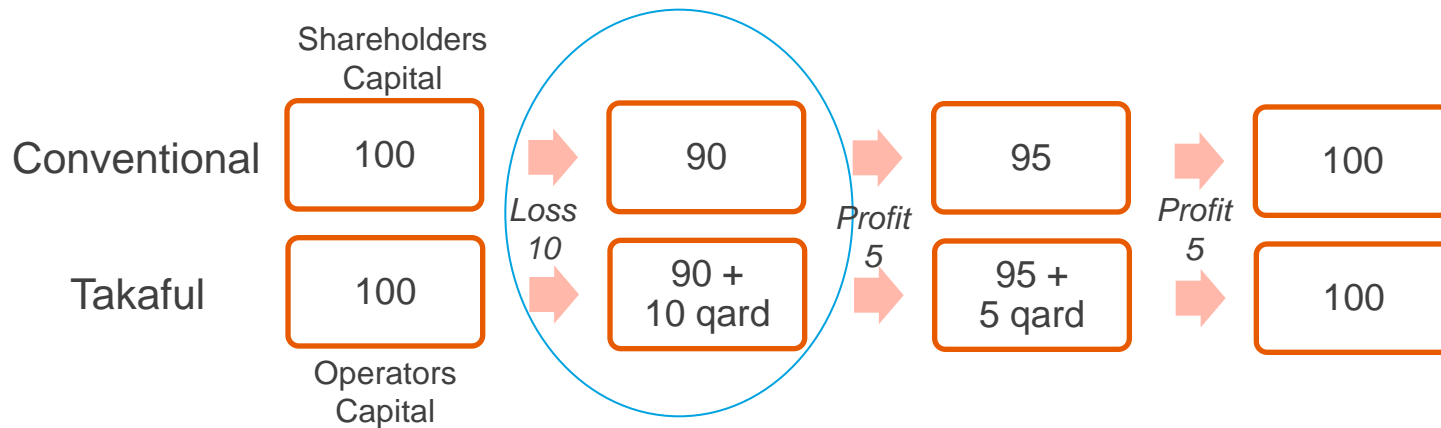 Shareholders
Capital
Conventional
100
90
95
100
Loss
10
Profit
5
Profit
5
Takaful
100
90 +
10 qard
95 +
5 qard
100
Operators
Capital